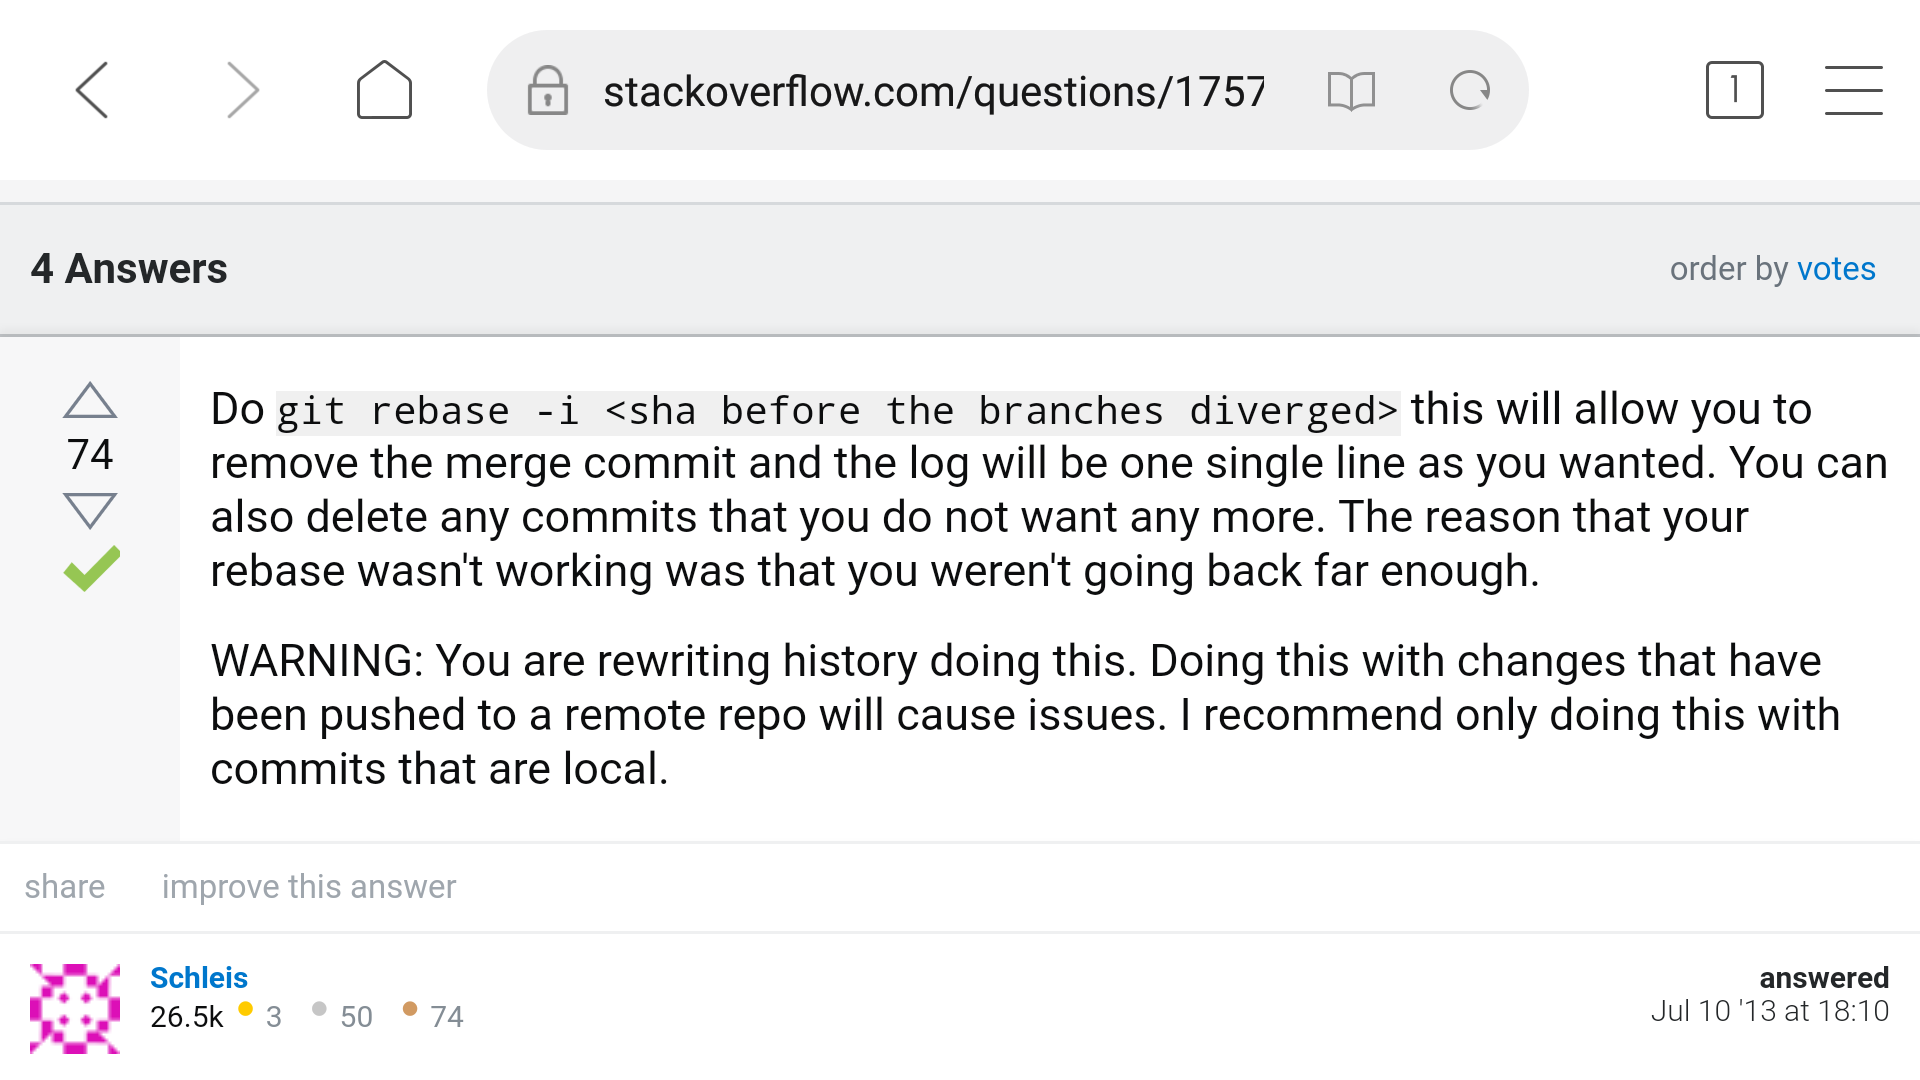 stackoverflow.com/questions/1757
1
4 Answers
order by votes
74
Do git rebase -i <sha before the branches diverged> this will allow you to
remove the merge commit and the log will be one single line as you wanted. You can
also delete any commits that you do not want any more. The reason that your
rebase wasn't working was that you weren't going back far enough.
WARNING: You are rewriting history doing this. Doing this with changes that have
been pushed to a remote repo will cause issues. I recommend only doing this with
commits that are local.
share improve this answer
Schleis
26.5k 3 50 74
answered
Jul 10 '13 at 18:10